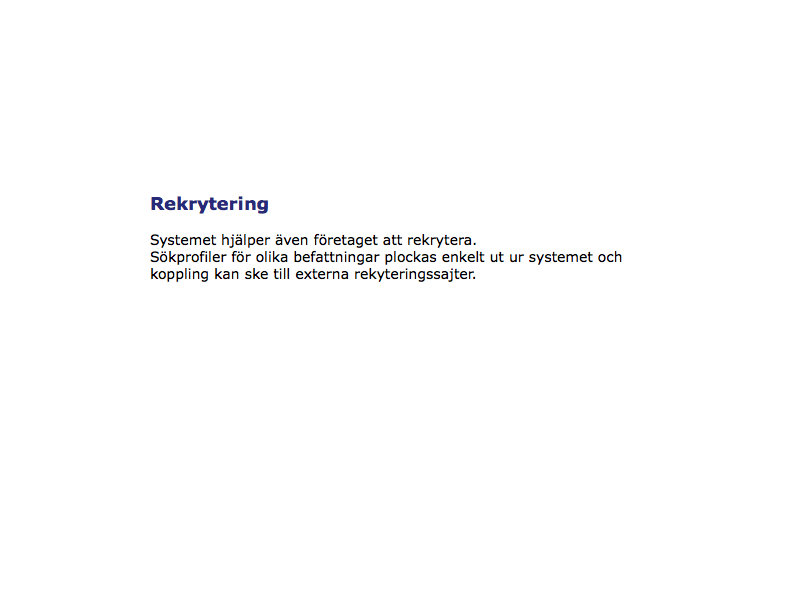 Rekrytering
Systemet hjälper även företaget att rekrytera.
Sökprofiler för olika befattningar plockas enkelt ut ur systemet och
koppling kan ske till externa rekyteringssajter.